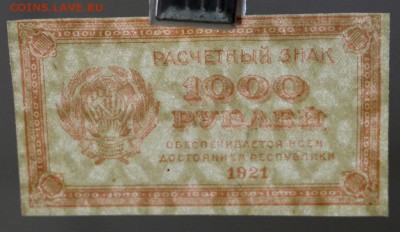 COINS.LAVE.RU
РАСЧЕТНЫЙ ЗНАК
1000
РУБЛЕЙ
ОБЕСПЕЧИВАЕТСЯ ВСЕМ
ДОСТОЯНИЕМ РЕСПУБЛИКИ
1921